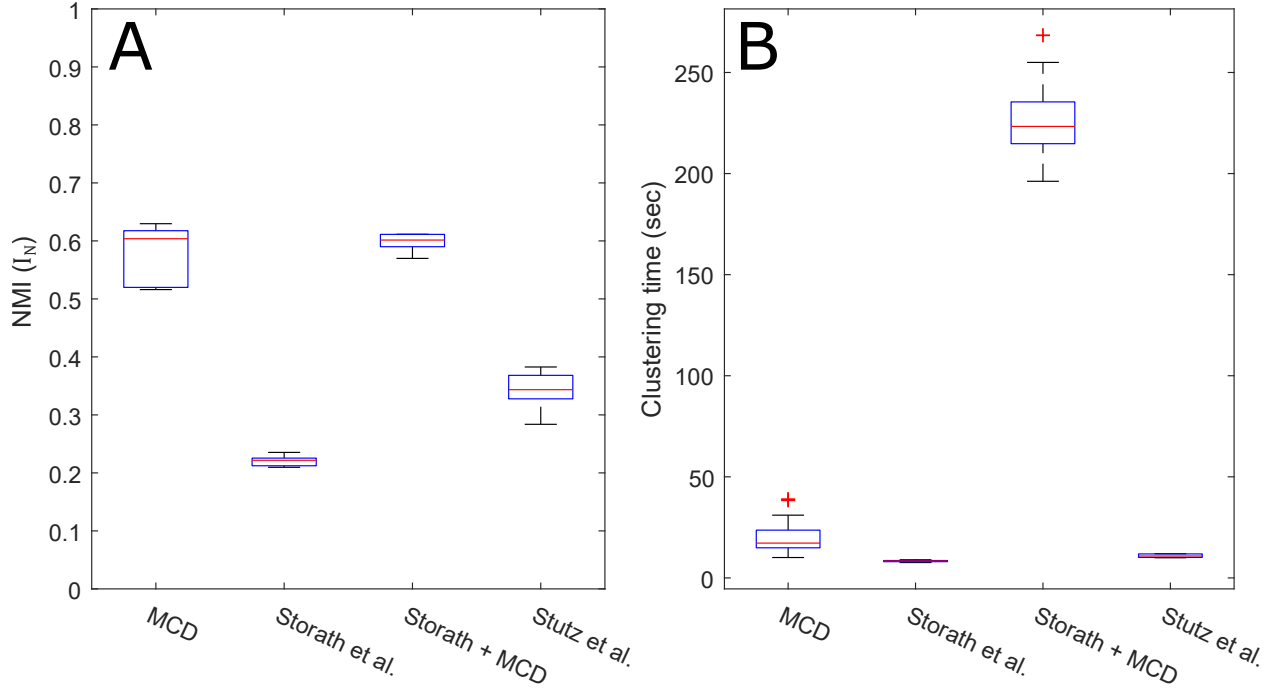 A
NMI (I_N)
1
0.9
0.8
0.7
0.6
0.5
0.4
0.3
0.2
0.1
0
MCD
Storath et al.
Storath + MCD
Stutz et al.
B
Clustering time (sec)
250
200
150
100
50
0
MCD
Storath et al.
Storath + MCD
Stutz et al.